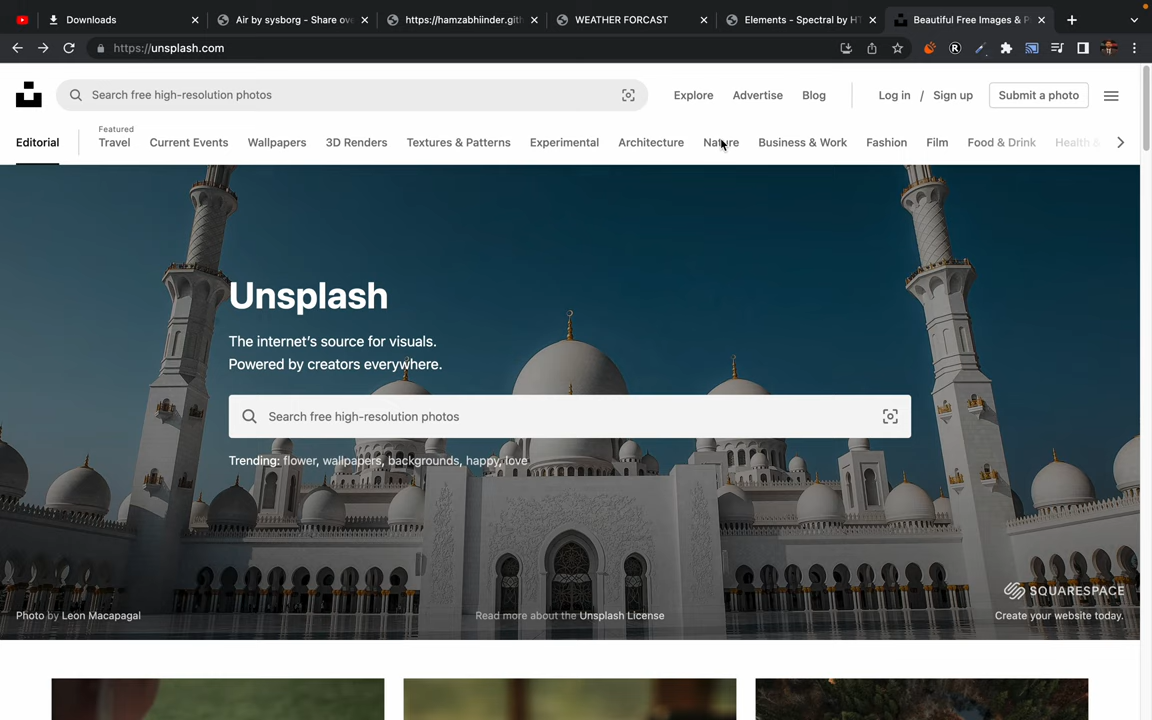 Downloads
Air by sysborg - Share ov
https://hamzabhiinder.gith
WEATHER FORCAST
Elements - Spectral by HT
Beautiful Free Images & P
https://unsplash.com
Search free high-resolution photos
Explore
Advertise
Blog
Log in / Sign up
Submit a photo
Editorial
Featured
Travel
Current Events
Wallpapers
3D Renders
Textures & Patterns
Experimental
Architecture
Nature
Business & Work
Fashion
Film
Food & Drink
Health &
Unsplash
The internet’s source for visuals.
Powered by creators everywhere.
Search free high-resolution photos
Trending: flower, wallpapers, backgrounds, happy, love
SQUARESPACE
Photo by Leon Macapagal
Read more about the Unsplash License
Create your website today.